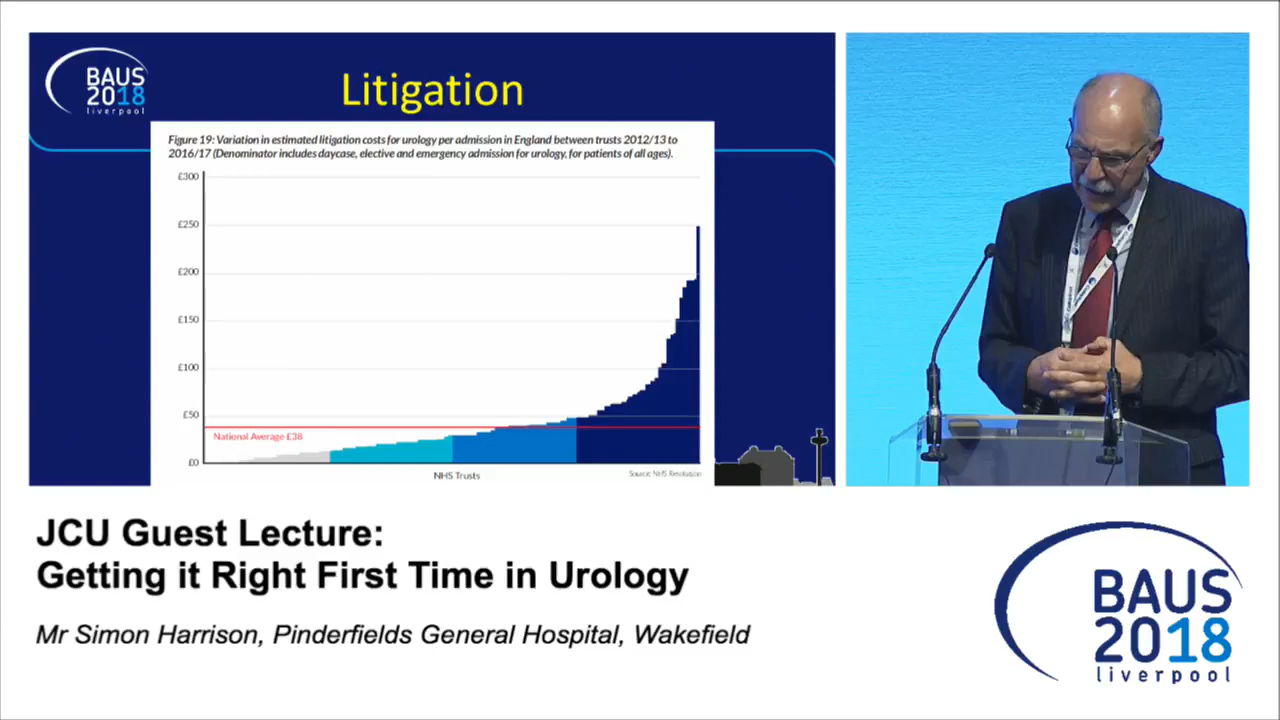 BAUS
2018
liverpool
Litigation
Figure 19: Variation in estimated litigation costs for urology per admission in England between trusts 2012/13 to
2016/17 (Denominator includes daycase, elective and emergency admission for urology, for patients of all ages).
£300
£250
£200
£150
£100
£50
£0
National Average £38
NHS Trusts
Source: NHS Resolution
JCU Guest Lecture:
Getting it Right First Time in Urology
Mr Simon Harrison, Pinderfields General Hospital, Wakefield
BAUS
2018
liverpool